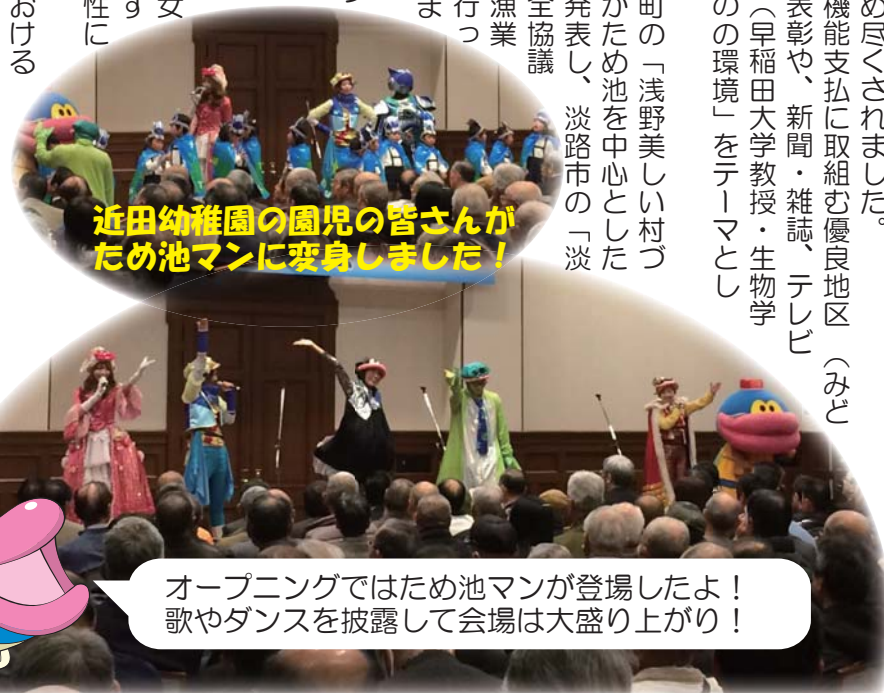 め尽くされました。
機能支払に取組む優良地区（みど
表彰や、新聞・雑誌、テレビ
（早稲田大学教授・生物学
のの環境」をテーマとし
町の「浅野美しい村づ
がため池を中心とした
発表し、淡路市の「淡
全協議
漁業
行っ
ま
女
す
性に
おける
近田幼稚園の園児の皆さんが
ため池マンに変身しました！
オープニングではため池マンが登場したよ！
歌やダンスを披露して会場は大盛り上がり！